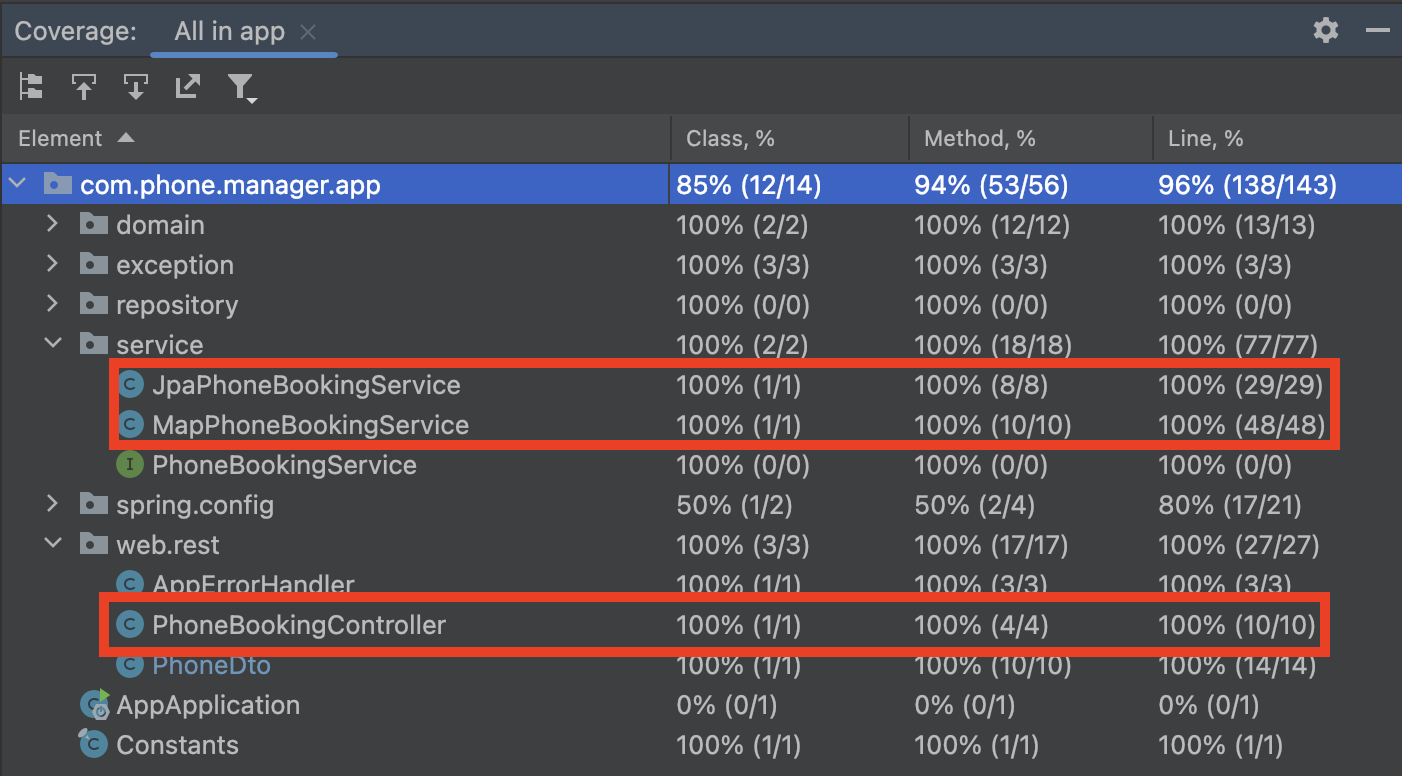 Coverage: All in app
Element Class, % Method, % Line, %
com.phone.manager.app 85% (12/14) 94% (53/56) 96% (138/143)
domain 100% (2/2) 100% (12/12) 100% (13/13)
exception 100% (3/3) 100% (3/3) 100% (3/3)
repository 100% (0/0) 100% (0/0) 100% (0/0)
service 100% (2/2) 100% (18/18) 100% (77/77)
C JpaPhoneBookingService 100% (1/1) 100% (8/8) 100% (29/29)
C MapPhoneBookingService 100% (1/1) 100% (10/10) 100% (48/48)
I PhoneBookingService 100% (0/0) 100% (0/0) 100% (0/0)
spring.config 50% (1/2) 50% (2/4) 80% (17/21)
web.rest 100% (3/3) 100% (17/17) 100% (27/27)
C AppErrorHandler 100% (1/1) 100% (3/3) 100% (3/3)
C PhoneBookingController 100% (1/1) 100% (4/4) 100% (10/10)
C PhoneDto 100% (1/1) 100% (10/10) 100% (14/14)
C AppApplication 0% (0/1) 0% (0/1) 0% (0/1)
C Constants 100% (1/1) 100% (1/1) 100% (1/1)